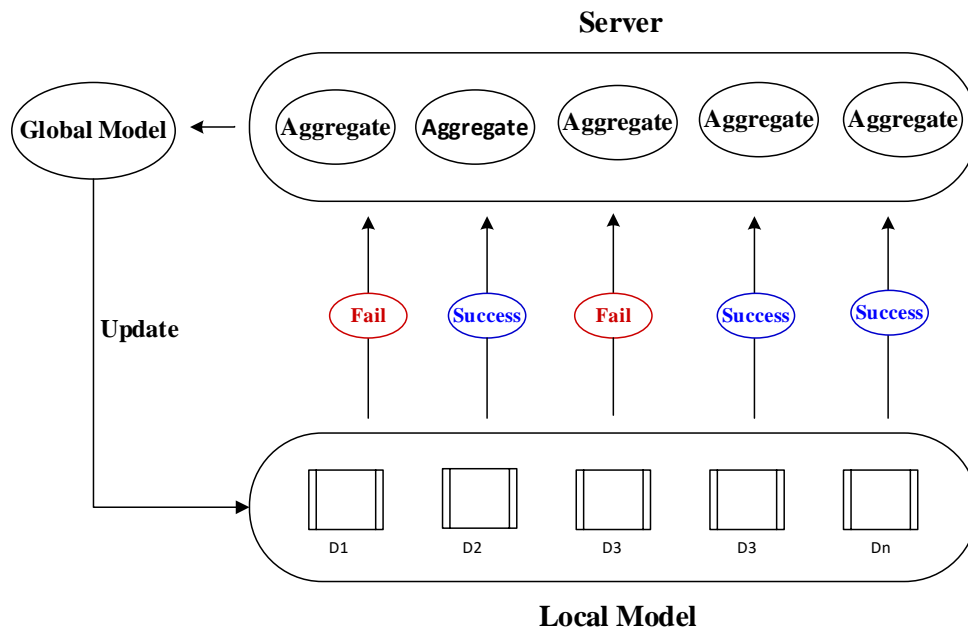 Server
Global Model
Aggregate
Aggregate
Aggregate
Aggregate
Aggregate
Fail
Success
Fail
Success
Success
Update
D1
D2
D3
D3
Dn
Local Model